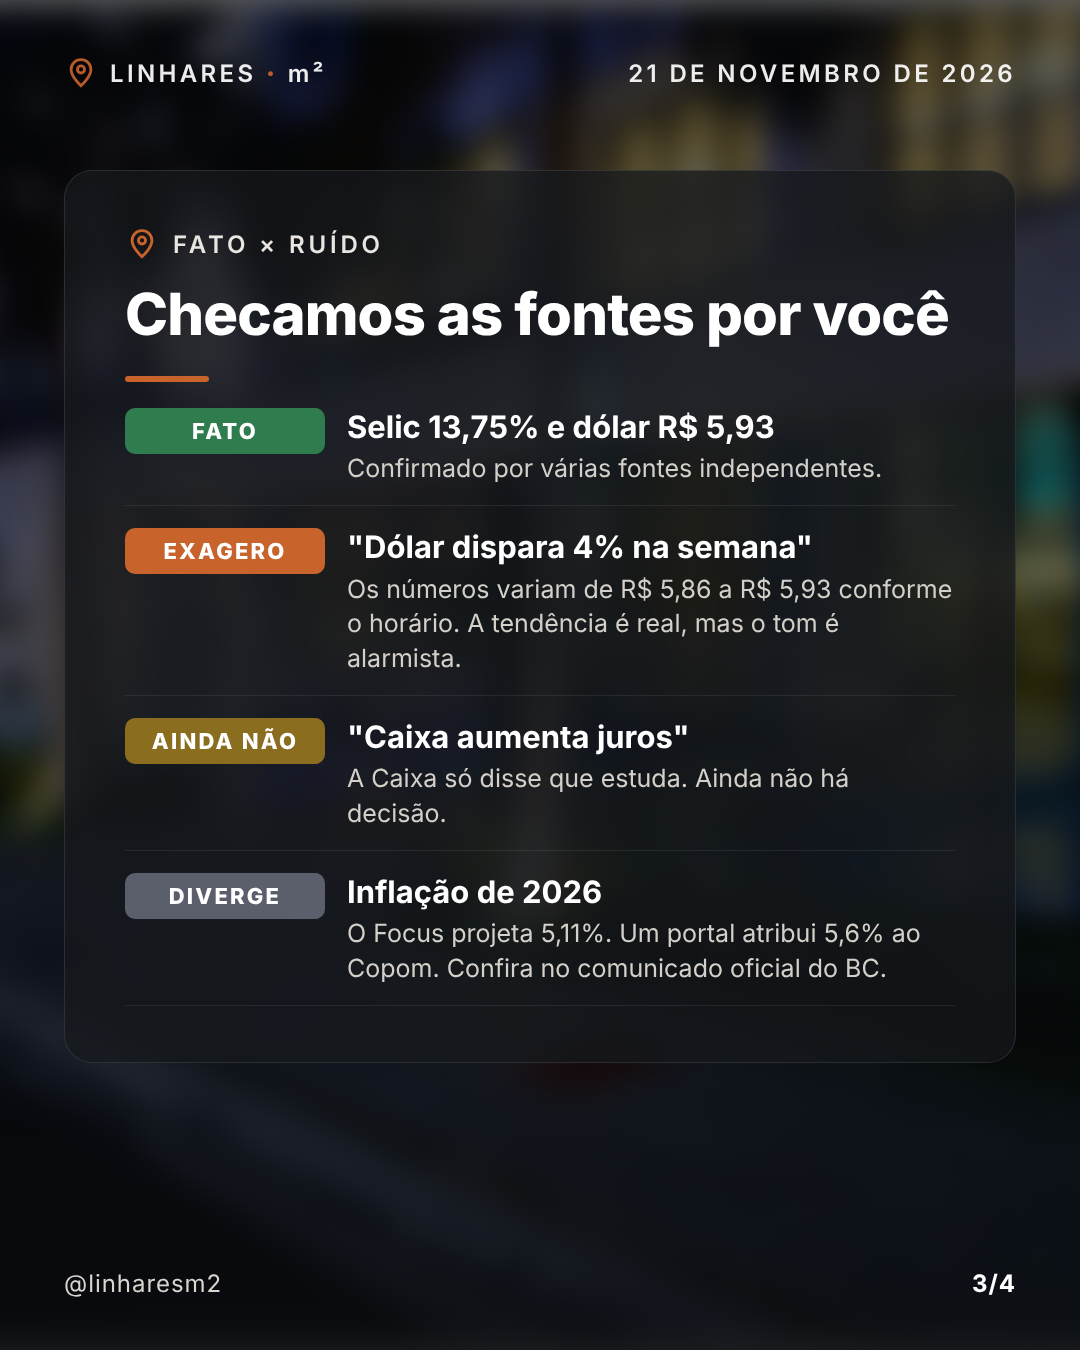 LINHARES · m²
21 DE NOVEMBRO DE 2026
FATO × RUÍDO
Checamos as fontes por você
FATO
Selic 13,75% e dólar R$ 5,93
Confirmado por várias fontes independentes.
EXAGERO
"Dólar dispara 4% na semana"
Os números variam de R$ 5,86 a R$ 5,93 conforme
o horário. A tendência é real, mas o tom é
alarmista.
AINDA NÃO
"Caixa aumenta juros"
A Caixa só disse que estuda. Ainda não há
decisão.
DIVERGE
Inflação de 2026
O Focus projeta 5,11%. Um portal atribui 5,6% ao
Copom. Confira no comunicado oficial do BC.
@linharesm2
3/4